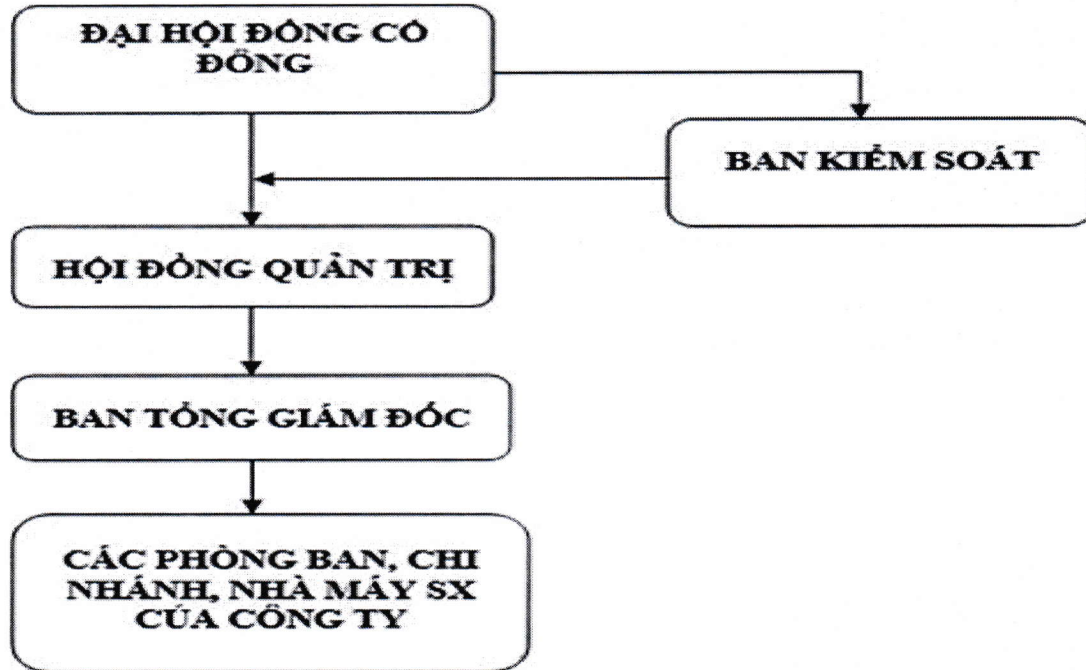 ĐẠI HỘI ĐỒNG CỔ
ĐÔNG
BAN KIỂM SOÁT
HỘI ĐỒNG QUẢN TRỊ
BAN TỔNG GIÁM ĐỐC
CÁC PHÒNG BAN, CHI
NHÁNH, NHÀ MÁY SX
CỦA CÔNG TY